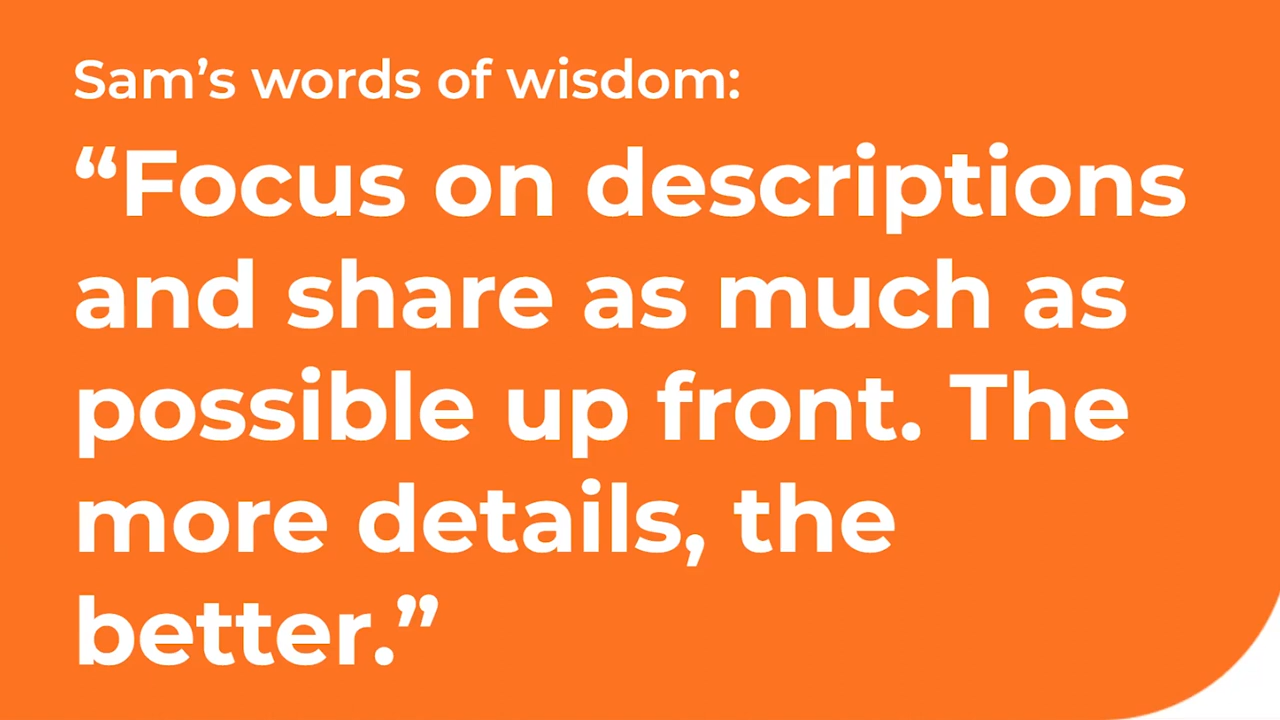 Sam’s words of wisdom:
“Focus on descriptions
and share as much as
possible up front. The
more details, the
better.”